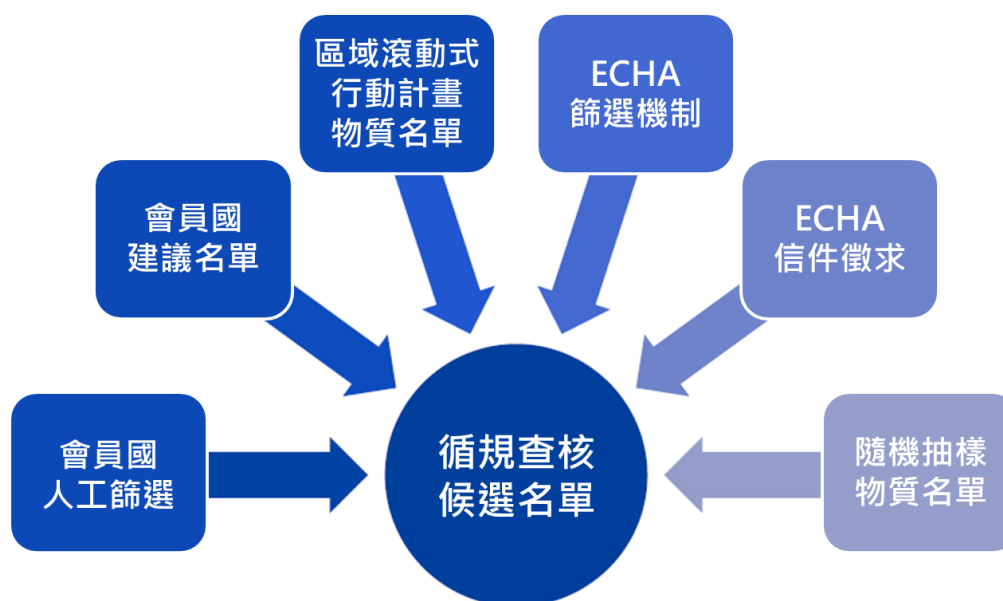 區域滾動式
行動計畫
物質名單
ECHA
篩選機制
會員國
建議名單
ECHA
信件徵求
會員國
人工篩選
循規查核
候選名單
隨機抽樣
物質名單